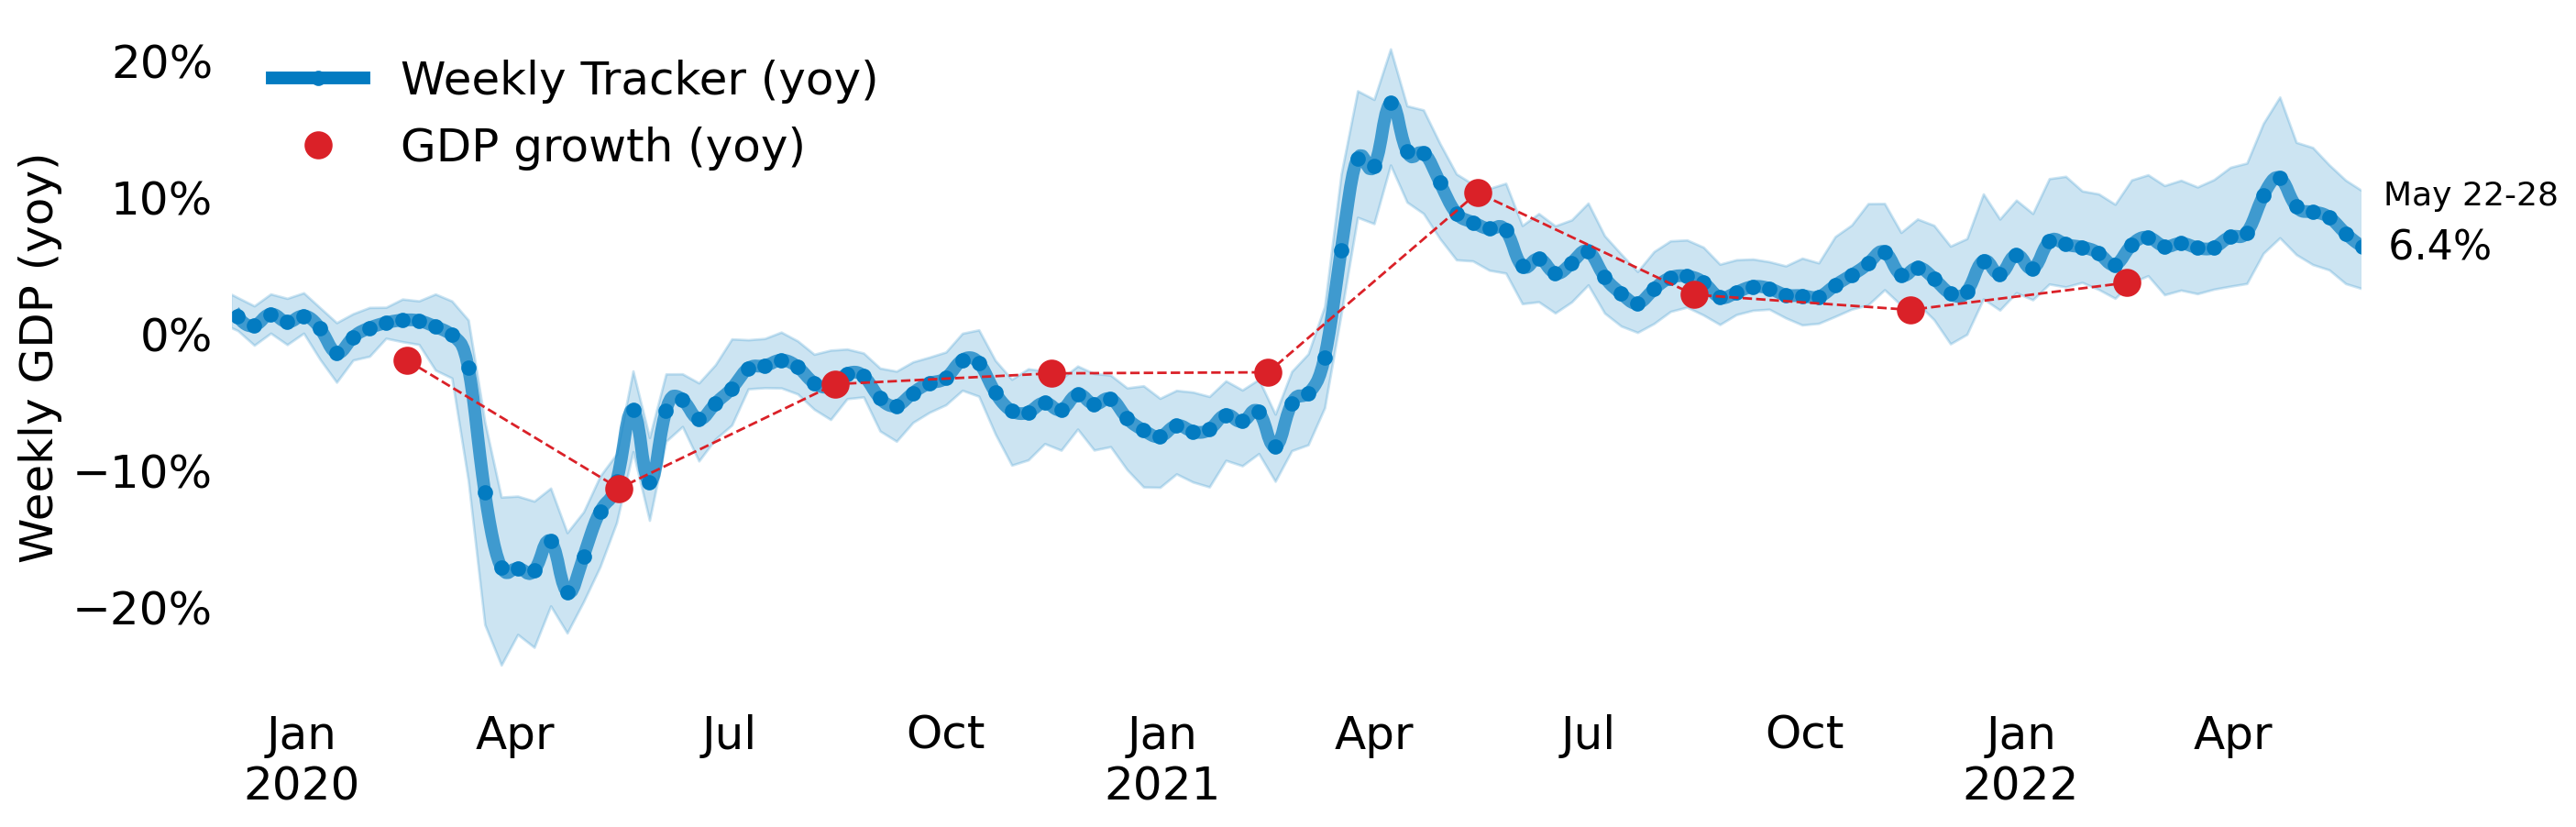 Weekly Tracker (yoy)
GDP growth (yoy)
Weekly GDP (yoy)
20%
10%
0%
−10%
−20%
May 22-28
6.4%
Jan Apr Jul Oct Jan Apr Jul Oct Jan Apr
2020 2021 2022